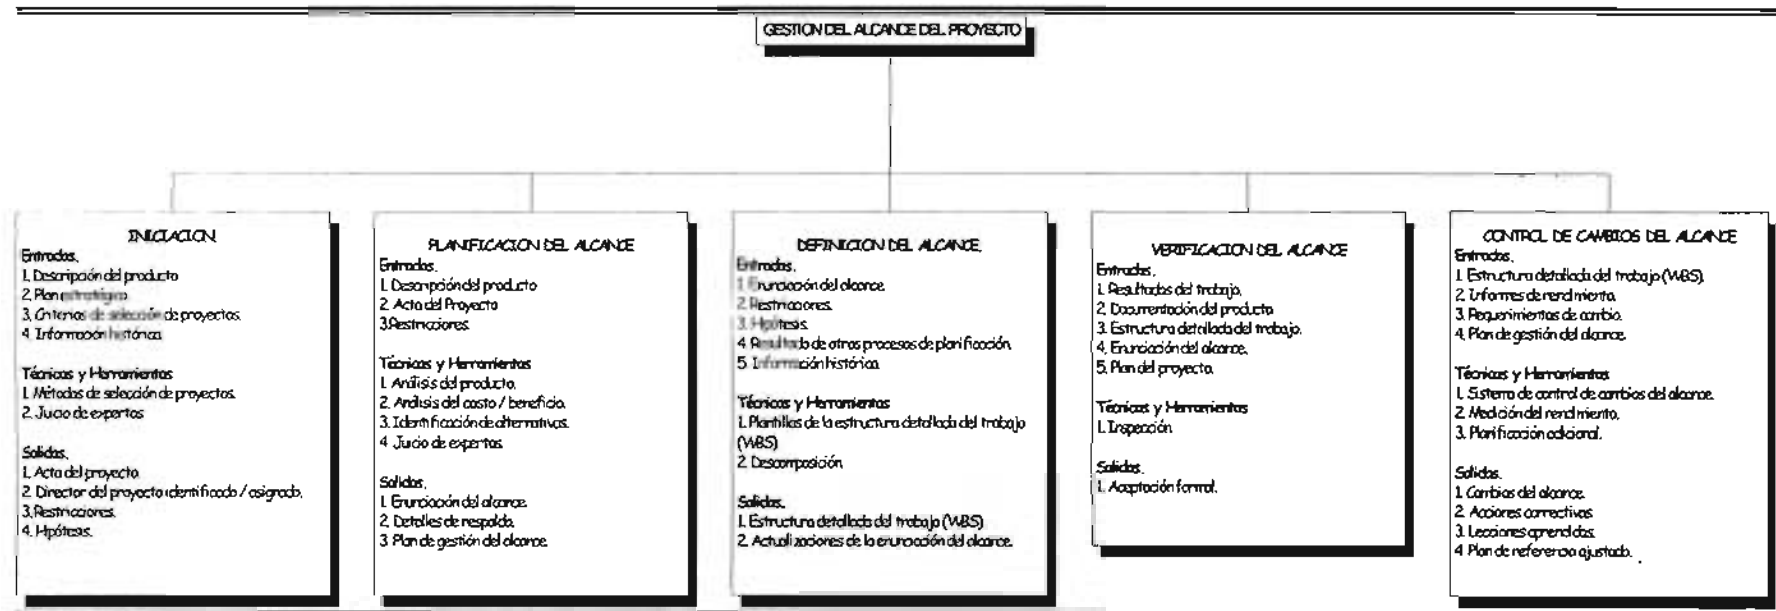 GESTION DEL ALCANCE DEL PROYECTO
INICIACION
Entradas.
1. Descripción del producto
2. Plan estratégico
3. Criterios de selección de proyectos.
4. Información histórica
Técnicas y Herramientas
1. Métodos de selección de proyectos.
2. Juicio de expertos
Salidas.
1. Acta del proyecto
2. Director del proyecto identificado / asignado.
3. Restricciones.
4. Hipótesis.
PLANIFICACION DEL ALCANCE
Entradas.
1. Descripción del producto
2. Acta del Proyecto
3.Restricciones.
Técnicas y Herramientas
1. Análisis del producto.
2. Análisis del costo / beneficio.
3. Identificación de alternativas.
4. Juicio de expertos.
Salidas.
1. Enunciación del alcance.
2. Detalles de respaldo.
3. Plan de gestión del alcance.
DEFINICION DEL ALCANCE.
Entradas.
1. Enunciación del alcance.
2. Restricciones.
3. Hipótesis.
4. Resultado de otros procesos de planificación.
5. Información histórica
Técnicas y Herramientas
1. Plantillas de la estructura detallada del trabajo
(WBS)
2. Descomposición
Salidas.
1. Estructura detallada del trabajo (WBS)
2. Actualizaciones de la enunciación del alcance.
VERIFICACION DEL ALCANCE
Entradas.
1. Resultados del trabajo.
2. Documentación del producto
3. Estructura detallada del trabajo.
4. Enunciación del alcance.
5. Plan del proyecto.
Técnicas y Herramientas
1. Inspección
Salidas.
1. Aceptación formal.
CONTROL DE CAMBIOS DEL ALCANCE
Entradas.
1. Estructura detallada del trabajo (WBS)
2. Informes de rendimiento.
3. Requerimientos de cambio.
4. Plan de gestión del alcance.
Técnicas y Herramientas
1. Sistema de control de cambios del alcance.
2. Medición del rendimiento.
3. Planificación adicional.
Salidas.
1. Cambios del alcance.
2. Acciones correctivas
3. Lecciones aprendidas.
4 Plan de referencia ajustado.